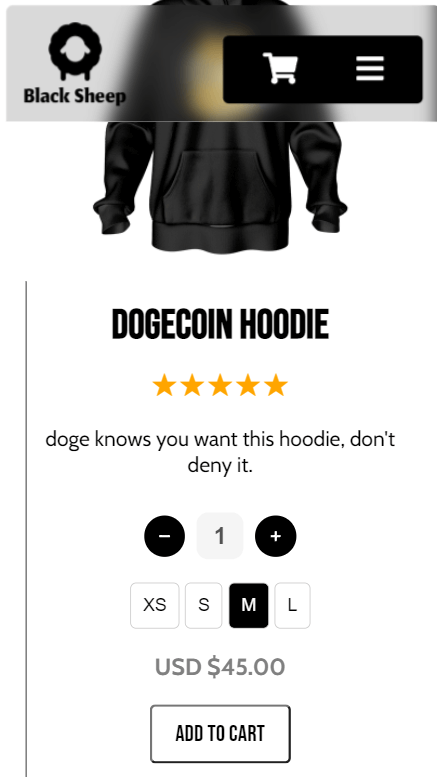 Black Sheep
DOGECOIN HOODIE
doge knows you want this hoodie, don't
deny it.
− 1 +
XS S M L
USD $45.00
ADD TO CART